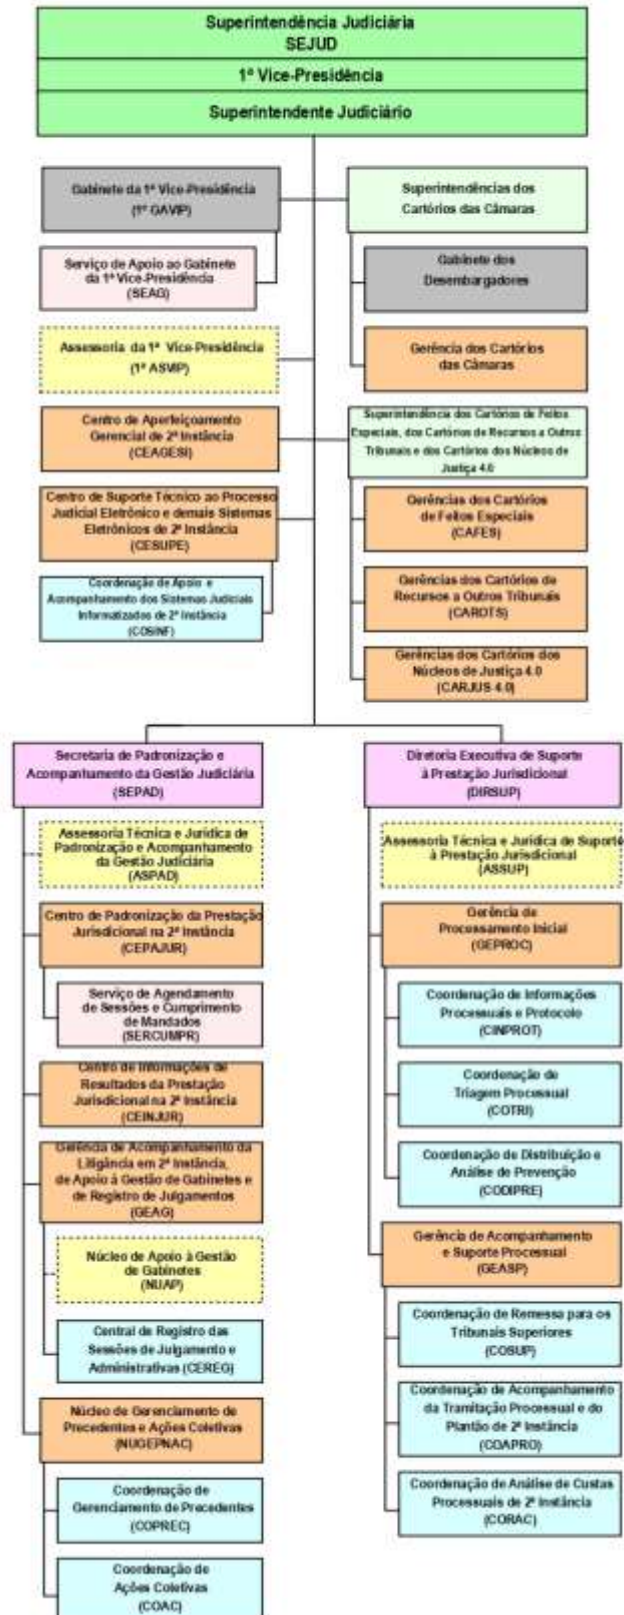 Superintendência Judiciária
SEJUD
1ª Vice-Presidência
Superintendente Judiciário
Gabinete da 1ª Vice-Presidência
(1º GAVIP)
Serviço de Apoio ao Gabinete
da 1ª Vice-Presidência
(SEAG)
Assessoria da 1ª Vice-Presidência
(1ª ASVIP)
Centro de Aperfeiçoamento
Gerencial de 2ª Instância
(CEAGESI)
Centro de Suporte Técnico ao Processo
Judicial Eletrônico e demais Sistemas
Eletrônicos de 2ª Instância
(CESUPE)
Coordenação de Apoio e
Acompanhamento dos Sistemas Judiciais
Informatizados de 2ª Instância
(COSINF)
Superintendências dos
Cartórios das Câmaras
Gabinete dos
Desembargadores
Gerência dos Cartórios
das Câmaras
Superintendência dos Cartórios de Feitos
Especiais, dos Cartórios de Recursos a Outros
Tribunais e dos Cartórios dos Núcleos de
Justiça 4.0
Gerências dos Cartórios
de Feitos Especiais
(CAFES)
Gerências dos Cartórios de
Recursos a Outros Tribunais
(CAROTS)
Gerências dos Cartórios dos
Núcleos de Justiça 4.0
(CARJUS 4.0)
Secretaria de Padronização e
Acompanhamento da Gestão Judiciária
(SEPAD)
Assessoria Técnica e Jurídica de
Padronização e Acompanhamento
da Gestão Judiciária
(ASPAD)
Centro de Padronização da Prestação
Jurisdicional na 2ª Instância
(CEPAJUR)
Serviço de Agendamento
de Sessões e Cumprimento
de Mandados
(SERCUMPR)
Centro de Informações de
Resultados da Prestação
Jurisdicional na 2ª Instância
(CEINJUR)
Gerência de Acompanhamento da
Litigância em 2ª Instância,
de Apoio à Gestão de Gabinetes e
de Registro de Julgamentos
(GEAG)
Núcleo de Apoio à Gestão
de Gabinetes
(NUAP)
Central de Registro das
Sessões de Julgamento e
Administrativas (CEREG)
Núcleo de Gerenciamento de
Precedentes e Ações Coletivas
(NUGEPNAC)
Coordenação de
Gerenciamento de Precedentes
(COPREC)
Coordenação de
Ações Coletivas
(COAC)
Diretoria Executiva de Suporte
à Prestação Jurisdicional
(DIRSUP)
Assessoria Técnica e Jurídica de Suporte
à Prestação Jurisdicional
(ASSUP)
Gerência de
Processamento Inicial
(GEPROC)
Coordenação de Informações
Processuais e Protocolo
(CINPROT)
Coordenação de
Triagem Processual
(COTRI)
Coordenação de Distribuição e
Análise de Prevenção
(CODIPRE)
Gerência de Acompanhamento
e Suporte Processual
(GEASP)
Coordenação de Remessa para os
Tribunais Superiores
(COSUP)
Coordenação de Acompanhamento
da Tramitação Processual e do
Plantão de 2ª Instância
(COAPRO)
Coordenação de Análise de Custas
Processuais de 2ª Instância
(CORAC)